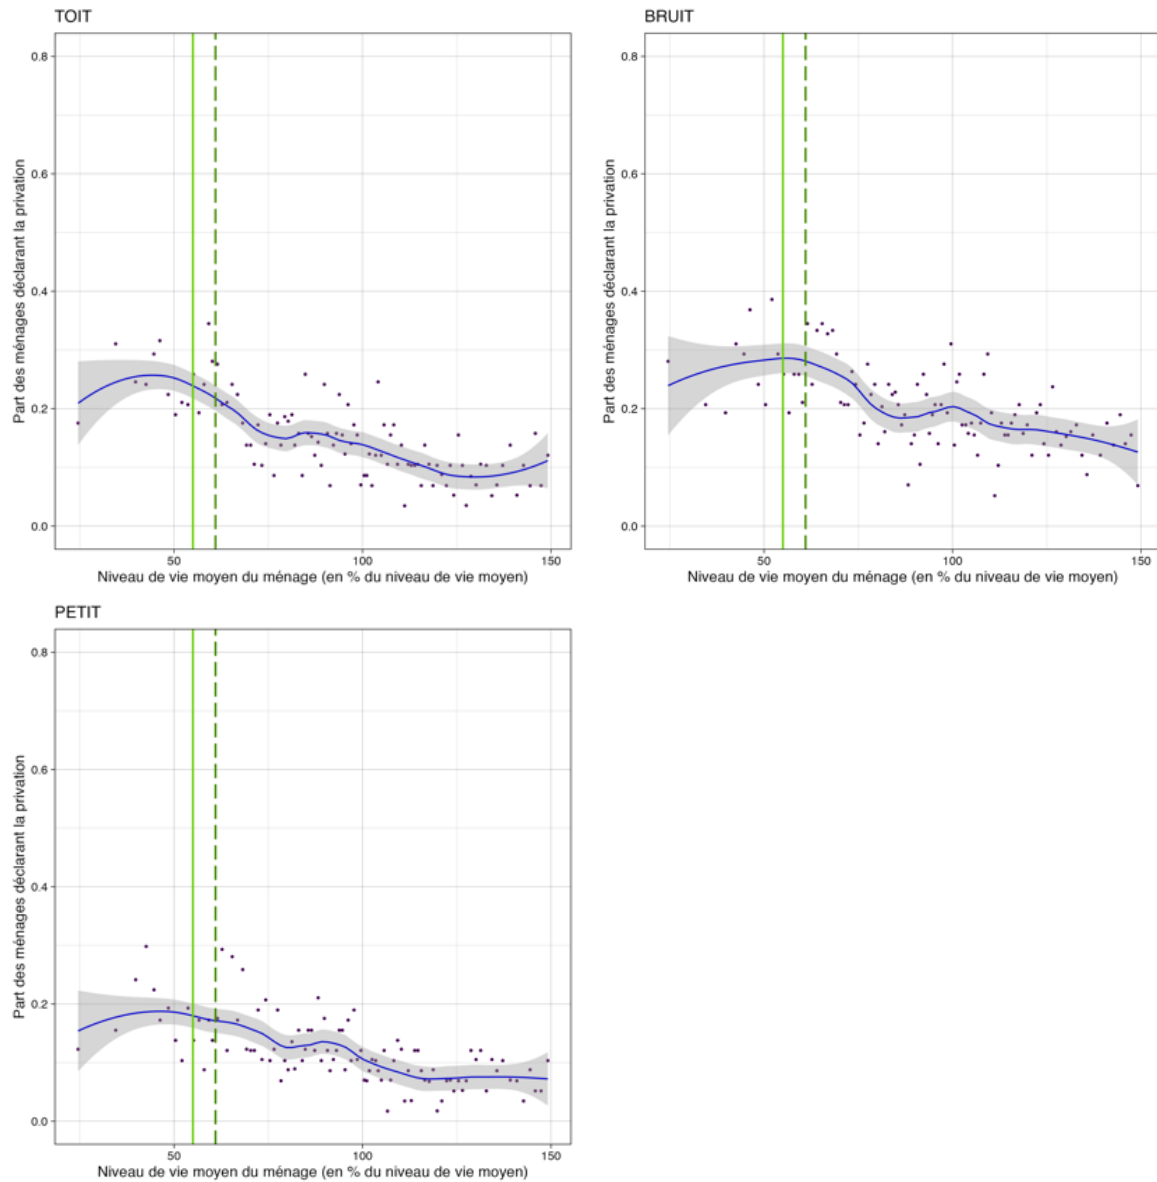 TOIT
Part des ménages déclarant la privation
0.8
0.6
0.4
0.2
0.0
50
100
150
Niveau de vie moyen du ménage (en % du niveau de vie moyen)
BRUIT
Part des ménages déclarant la privation
0.8
0.6
0.4
0.2
0.0
50
100
150
Niveau de vie moyen du ménage (en % du niveau de vie moyen)
PETIT
Part des ménages déclarant la privation
0.8
0.6
0.4
0.2
0.0
50
100
150
Niveau de vie moyen du ménage (en % du niveau de vie moyen)